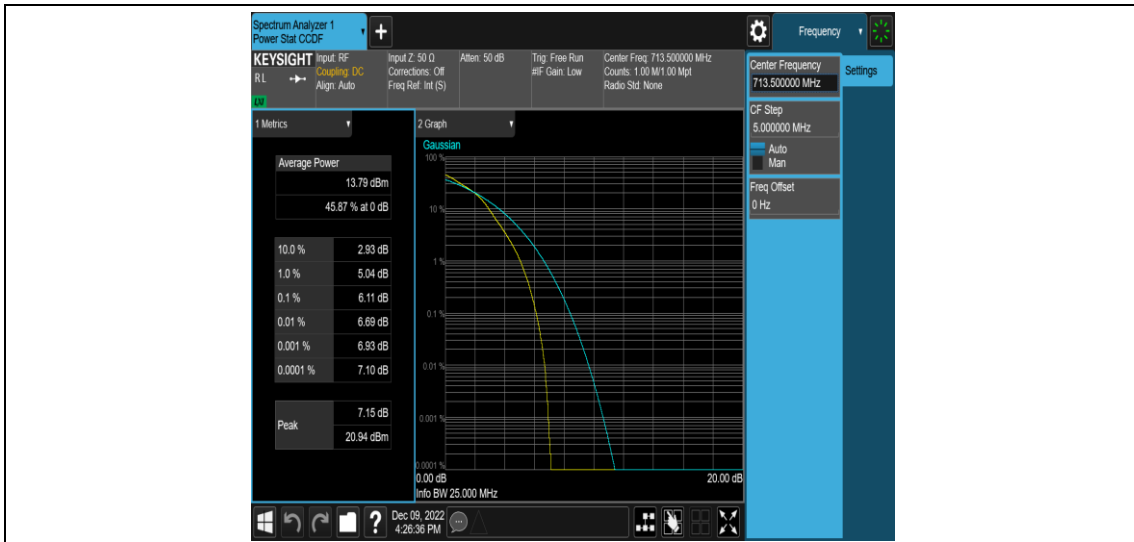 Spectrum Analyzer 1
Power Stat CCDF
Frequency
KEYSIGHT
RL
LXI
Input: RF
Coupling: DC
Align: Auto
Input Z: 50 Ω
Corrections: Off
Freq Ref: Int (S)
Atten: 50 dB
Trig: Free Run
#IF Gain: Low
Center Freq: 713.500000 MHz
Counts: 1.00 M/1.00 Mpt
Radio Std: None
Center Frequency
713.500000 MHz
Settings
CF Step
5.000000 MHz
Auto
Man
Freq Offset
0 Hz
1 Metrics
Average Power
13.79 dBm
45.87 % at 0 dB
10.0 % 2.93 dB
1.0 % 5.04 dB
0.1 % 6.11 dB
0.01 % 6.69 dB
0.001 % 6.93 dB
0.0001 % 7.10 dB
Peak
7.15 dB
20.94 dBm
2 Graph
Gaussian
100 %
10 %
1 %
0.1 %
0.01 %
0.001 %
0.0001 %
0.00 dB 20.00 dB
Info BW 25.000 MHz
?
Dec 09, 2022
4:26:36 PM